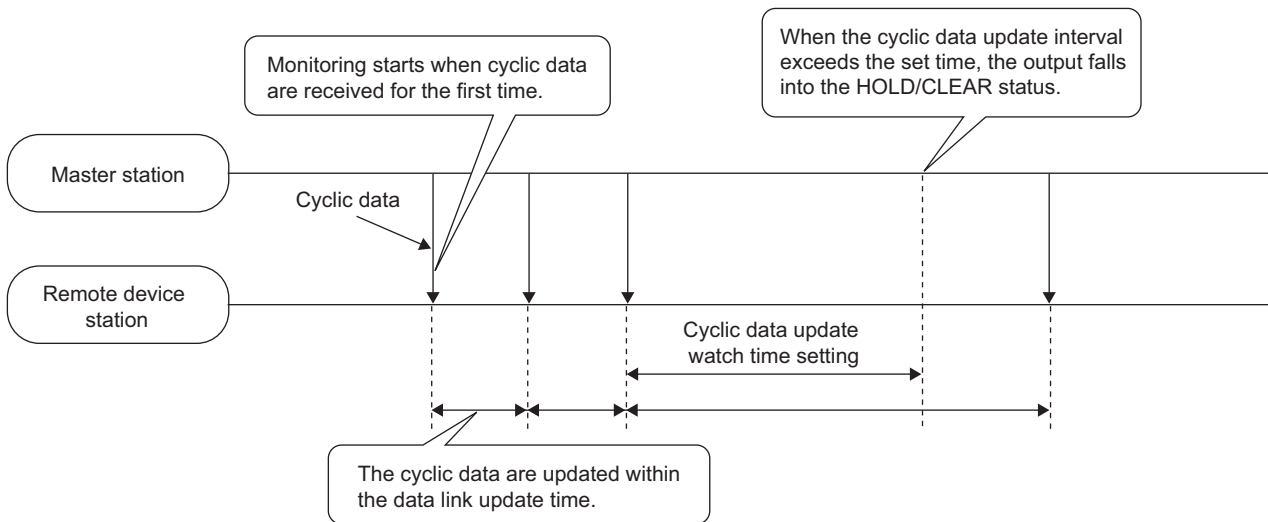 Monitoring starts when cyclic data
are received for the first time.
When the cyclic data update interval
exceeds the set time, the output falls
into the HOLD/CLEAR status.
Master station
Cyclic data
Remote device
station
Cyclic data update
watch time setting
The cyclic data are updated within
the data link update time.